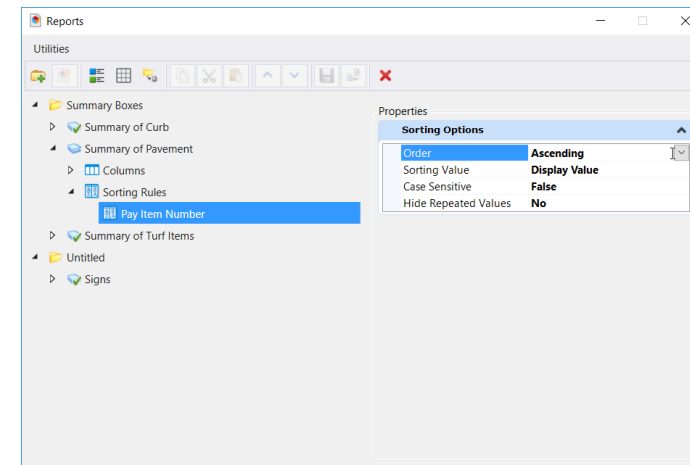 Reports
Utilities
Summary Boxes
Summary of Curb
Summary of Pavement
Columns
Sorting Rules
Pay Item Number
Summary of Turf Items
Untitled
Signs
Properties
Sorting Options
Order Ascending
Sorting Value Display Value
Case Sensitive False
Hide Repeated Values No